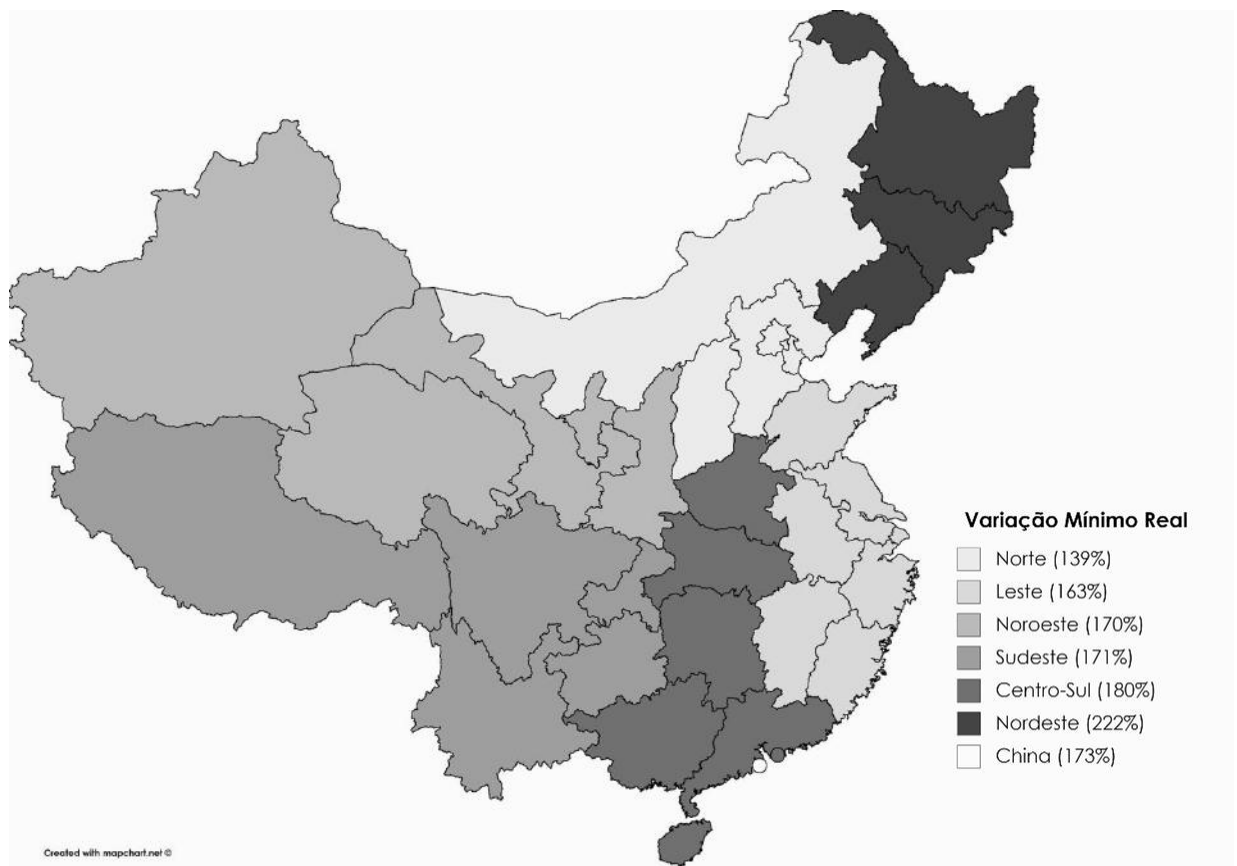 Variação Mínimo Real
Norte (139%)
Leste (163%)
Noroeste (170%)
Sudeste (171%)
Centro-Sul (180%)
Nordeste (222%)
China (173%)
Created with mapchart.net ©